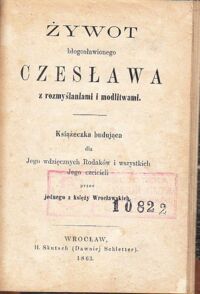 ŻYWOT
błogosławionego
CZESŁAWA
z rozmyślaniami i modlitwami.
Książeczka budująca
dla
Jego wdzięcznych Rodaków i wszystkich
Jego czcicieli
przez
jednego z księży Wrocławskich.
10822
WROCŁAW,
H. Skutsch (Dawniej Schletter).
1863.